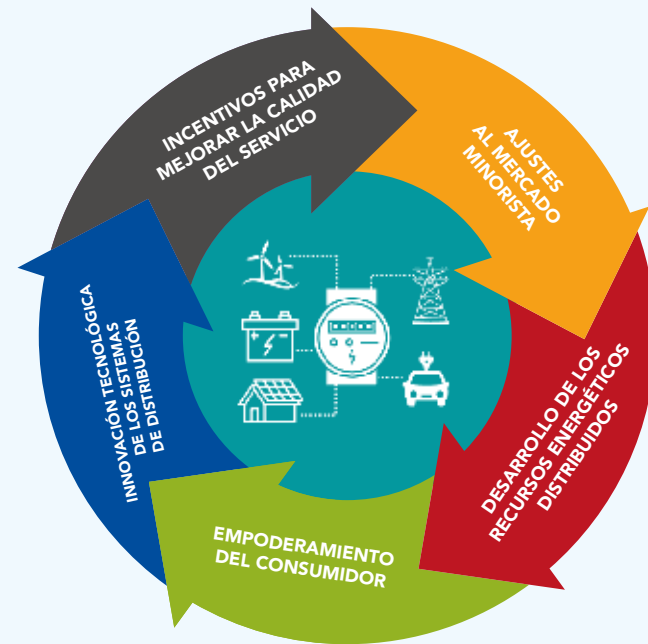 INCENTIVOS PARA
MEJORAR LA CALIDAD
DEL SERVICIO
AJUSTES
AL MERCADO
MINORISTA
DESARROLLO DE LOS
RECURSOS ENERGÉTICOS
DISTRIBUIDOS
EMPODERAMIENTO
DEL CONSUMIDOR
INNOVACIÓN TECNOLÓGICA
DE LOS SISTEMAS
DE DISTRIBUCIÓN